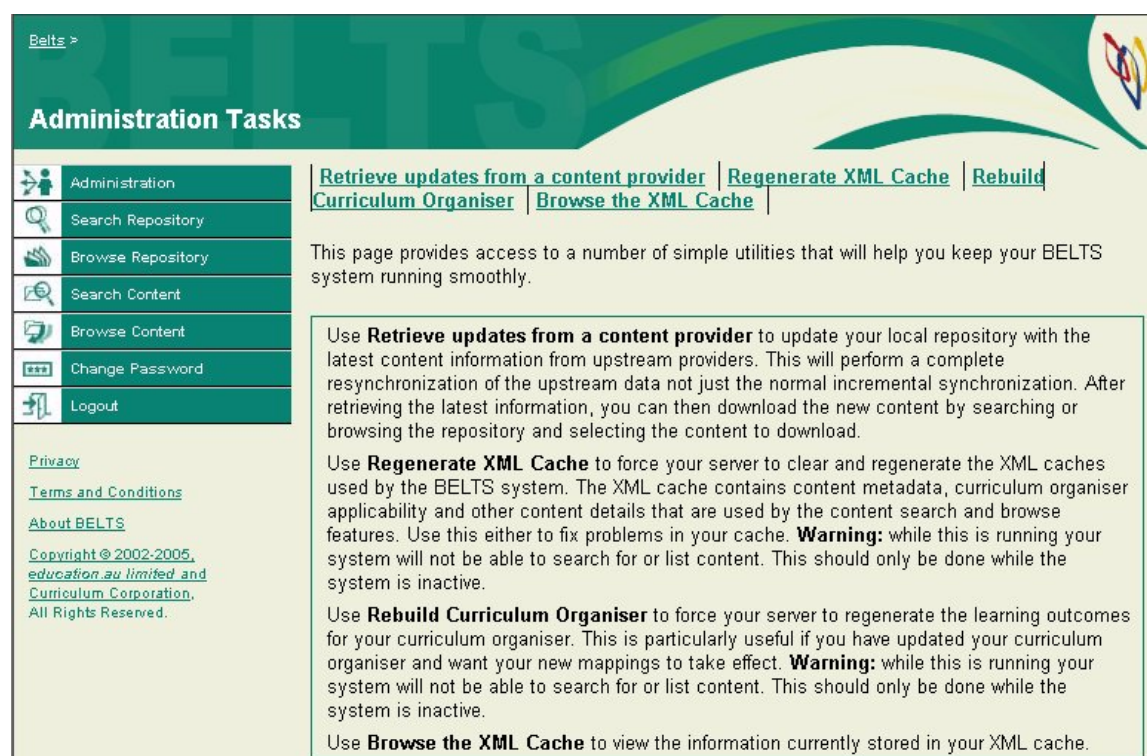 BELTS
Belts >
Administration Tasks
Administration
Search Repository
Browse Repository
Search Content
Browse Content
Change Password
Logout
Privacy
Terms and Conditions
About BELTS
Copyright © 2002-2005,
education.au limited and
Curriculum Corporation,
All Rights Reserved.
Retrieve updates from a content provider | Regenerate XML Cache | Rebuild
Curriculum Organiser | Browse the XML Cache |
This page provides access to a number of simple utilities that will help you keep your BELTS
system running smoothly.
Use Retrieve updates from a content provider to update your local repository with the
latest content information from upstream providers. This will perform a complete
resynchronization of the upstream data not just the normal incremental synchronization. After
retrieving the latest information, you can then download the new content by searching or
browsing the repository and selecting the content to download.
Use Regenerate XML Cache to force your server to clear and regenerate the XML caches
used by the BELTS system. The XML cache contains content metadata, curriculum organiser
applicability and other content details that are used by the content search and browse
features. Use this either to fix problems in your cache. Warning: while this is running your
system will not be able to search for or list content. This should only be done while the
system is inactive.
Use Rebuild Curriculum Organiser to force your server to regenerate the learning outcomes
for your curriculum organiser. This is particularly useful if you have updated your curriculum
organiser and want your new mappings to take effect. Warning: while this is running your
system will not be able to search for or list content. This should only be done while the
system is inactive.
Use Browse the XML Cache to view the information currently stored in your XML cache.